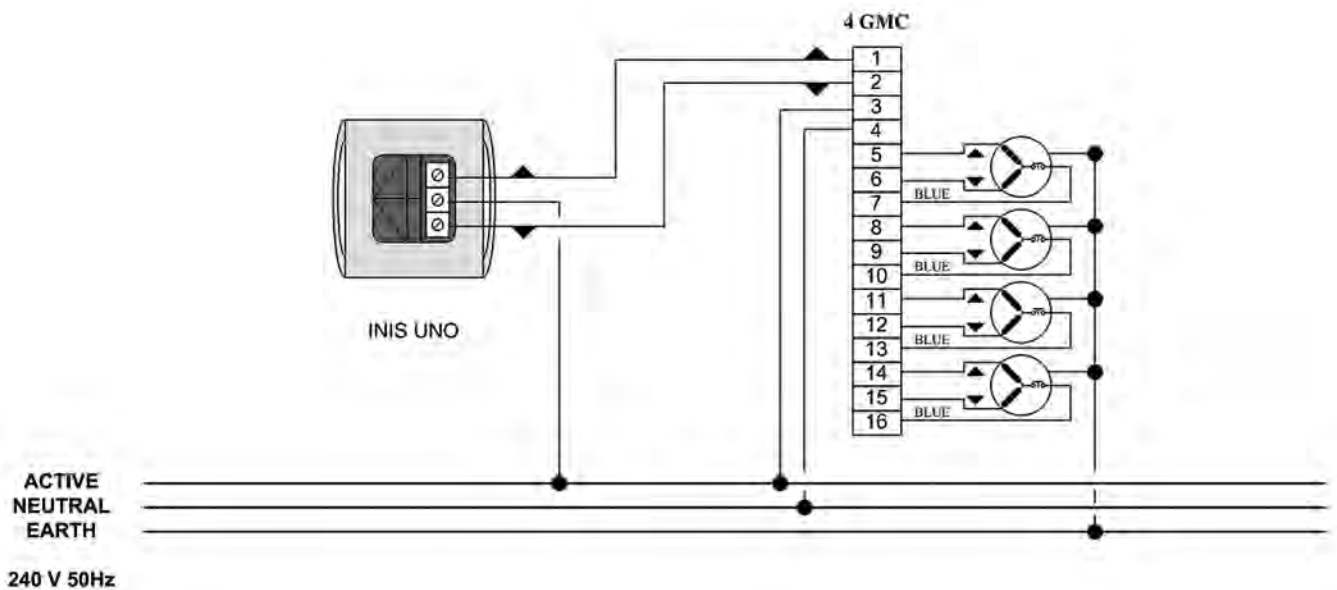 4 GMC
1
2
3
4
5
6
BLUE
7
8
9
BLUE
10
11
12
BLUE
13
14
15
BLUE
16
INIS UNO
ACTIVE
NEUTRAL
EARTH
240 V 50Hz